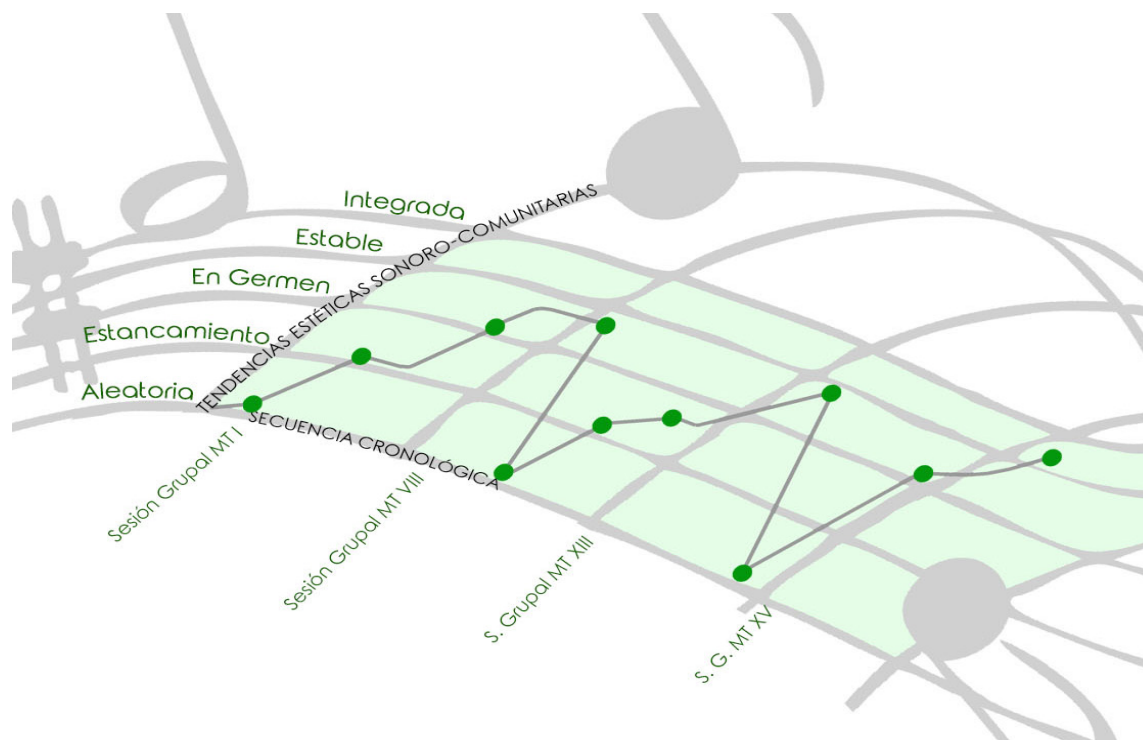 Integrada
Estable
En Germen
Estancamiento
Aleatoria
TENDENCIAS ESTÉTICAS SONORO-COMUNITARIAS
SECUENCIA CRONOLÓGICA
Sesión Grupal MT I
Sesión Grupal MT VIII
S. Grupal MT XIII
S. G. MT XV